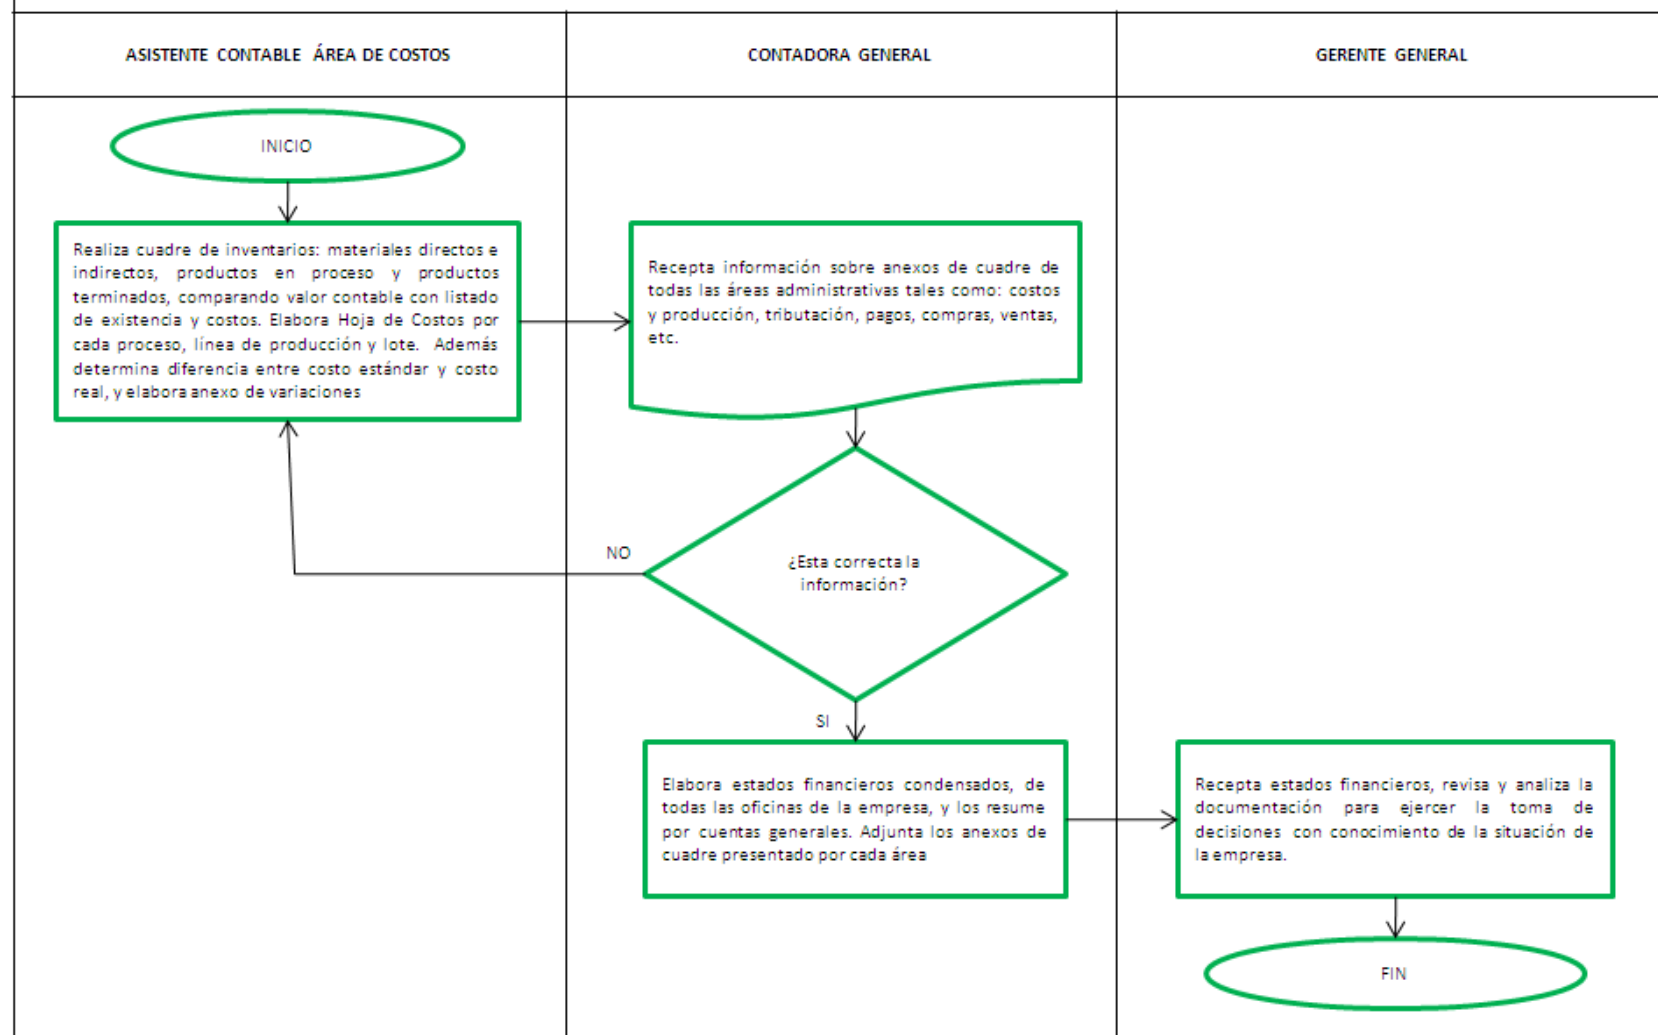 ASISTENTE CONTABLE ÁREA DE COSTOS
CONTADORA GENERAL
GERENTE GENERAL
INICIO
Realiza cuadre de inventarios: materiales directos e
indirectos, productos en proceso y productos
terminados, comparando valor contable con listado
de existencia y costos. Elabora Hoja de Costos por
cada proceso, línea de producción y lote. Además
determina diferencia entre costo estándar y costo
real, y elabora anexo de variaciones
Recepta información sobre anexos de cuadre de
todas las áreas administrativas tales como: costos
y producción, tributación, pagos, compras, ventas,
etc.
NO
¿Esta correcta la
información?
SI
Elabora estados financieros condensados, de
todas las oficinas de la empresa, y los resume
por cuentas generales. Adjunta los anexos de
cuadre presentado por cada área
Recepta estados financieros, revisa y analiza la
documentación para ejercer la toma de
decisiones con conocimiento de la situación de
la empresa.
FIN